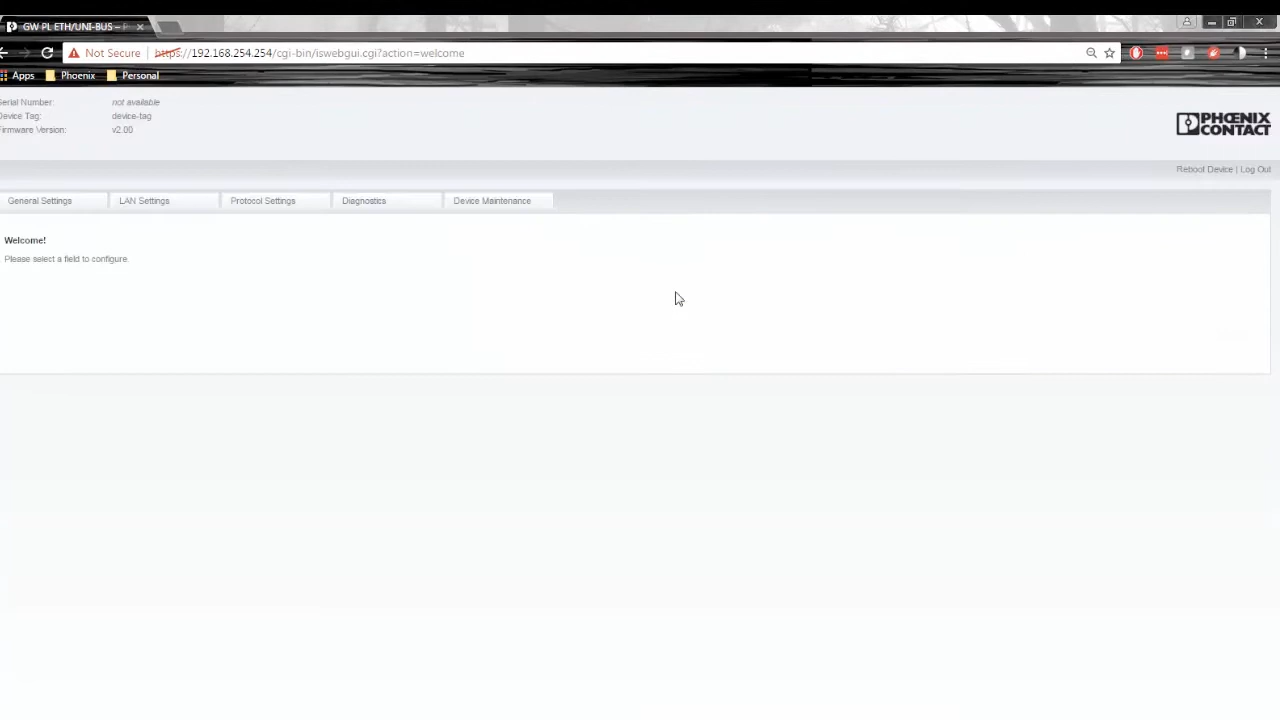 GW PL ETH/UNI-BUS – P
Not Secure | https://192.168.254.254/cgi-bin/iswebgui.cgi?action=welcome
Apps Phoenix Personal
Serial Number: not available
Device Tag: device-tag
Firmware Version: v2.00
PHŒNIX
CONTACT
Reboot Device | Log Out
General Settings LAN Settings Protocol Settings Diagnostics Device Maintenance
Welcome!
Please select a field to configure.